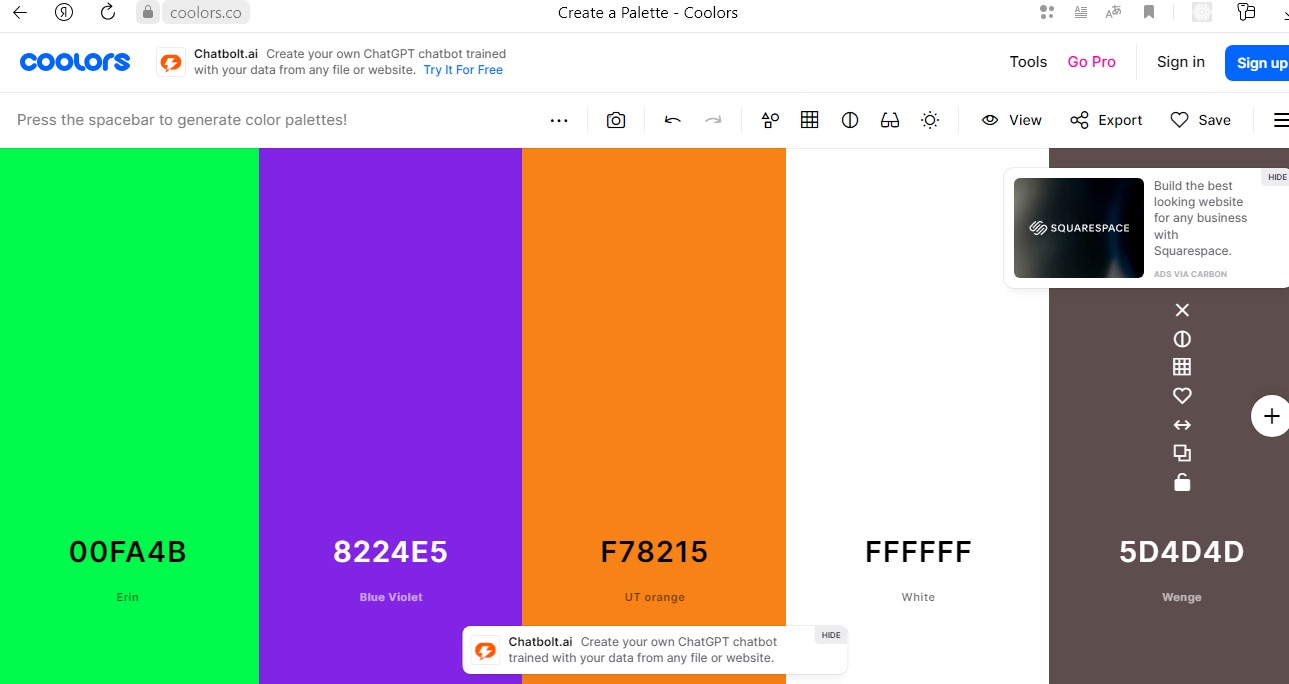 coolors.co
Create a Palette - Coolors
coolors
Chatbolt.ai Create your own ChatGPT chatbot trained
with your data from any file or website. Try It For Free
Tools
Go Pro
Sign in
Sign up
Press the spacebar to generate color palettes!
View
Export
Save
HIDE
SQUARESPACE
Build the best
looking website
for any business
with
Squarespace.
ADS VIA CARBON
00FA4B
8224E5
F78215
FFFFFF
5D4D4D
Erin
Blue Violet
UT orange
White
Wenge
Chatbolt.ai Create your own ChatGPT chatbot
trained with your data from any file or website.
HIDE